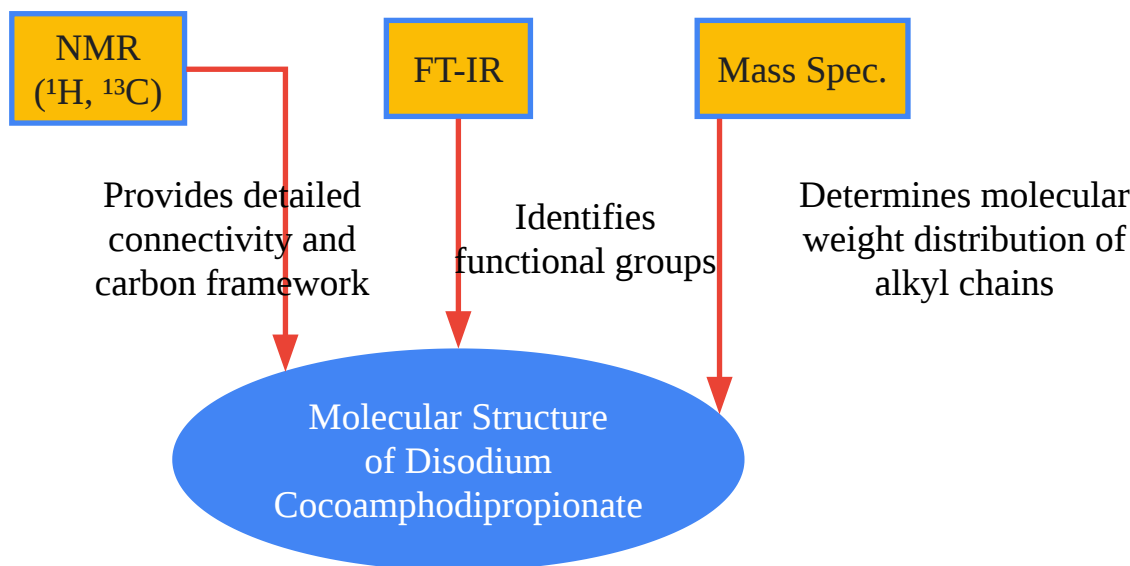 NMR
(¹H, ¹³C)
FT-IR
Mass Spec.
Provides detailed
connectivity and
carbon framework
Identifies
functional groups
Determines molecular
weight distribution of
alkyl chains
Molecular Structure
of Disodium
Cocoamphodipropionate